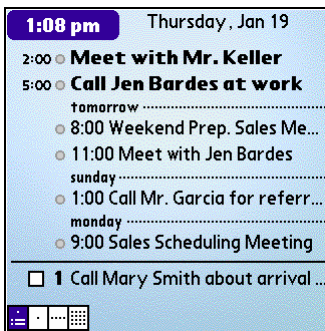 1:08 pm Thursday, Jan 19
2:00 Meet with Mr. Keller
5:00 Call Jen Bardes at work
tomorrow
8:00 Weekend Prep. Sales Me...
11:00 Meet with Jen Bardes
sunday
1:00 Call Mr. Garcia for referr...
monday
9:00 Sales Scheduling Meeting
1 Call Mary Smith about arrival ...